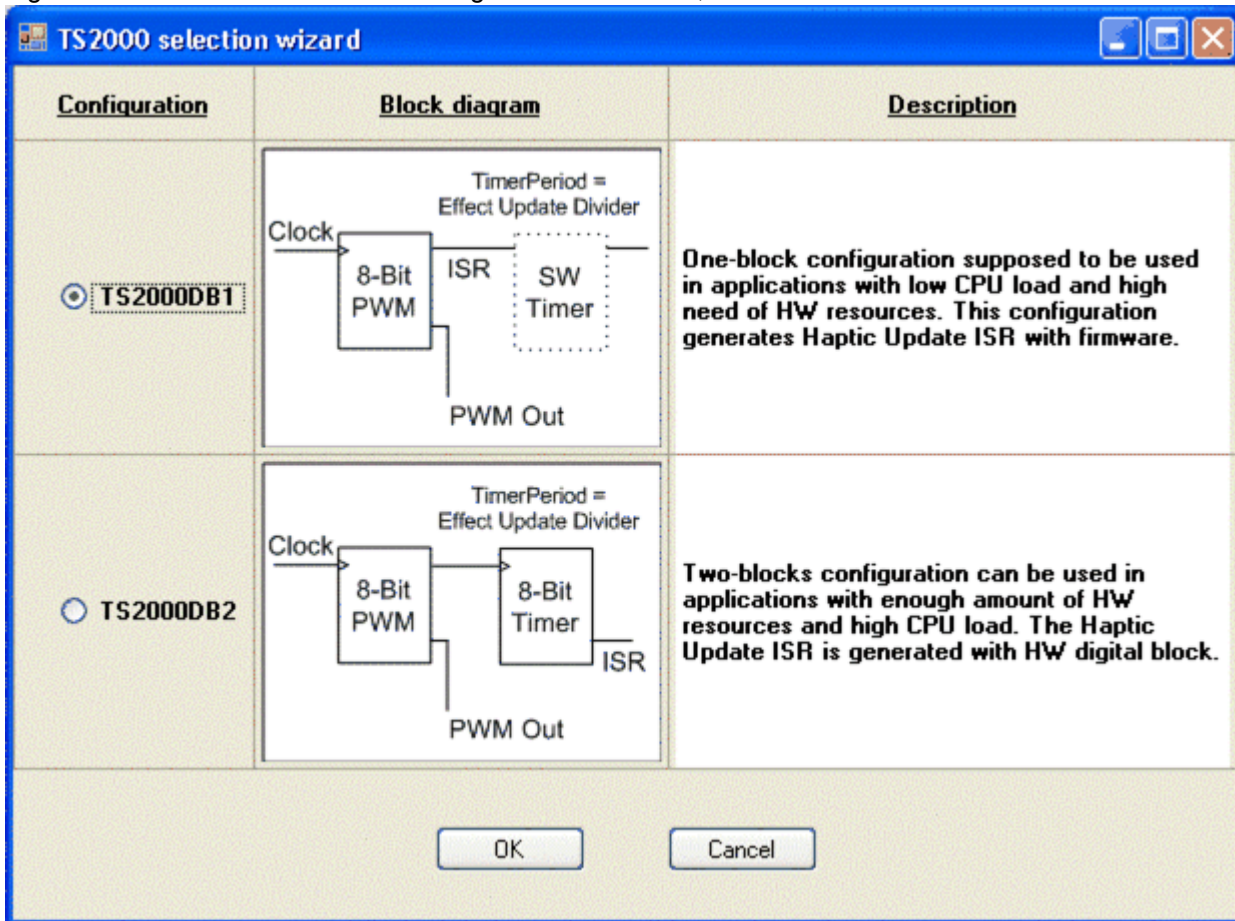 TS2000 selection wizard
Configuration
Block diagram
Description
TS2000DB1
TimerPeriod =
Effect Update Divider
Clock
8-Bit
PWM
ISR
SW
Timer
PWM Out
One-block configuration supposed to be used
in applications with low CPU load and high
need of HW resources. This configuration
generates Haptic Update ISR with firmware.
TS2000DB2
TimerPeriod =
Effect Update Divider
Clock
8-Bit
PWM
8-Bit
Timer
ISR
PWM Out
Two-blocks configuration can be used in
applications with enough amount of HW
resources and high CPU load. The Haptic
Update ISR is generated with HW digital block.
OK
Cancel